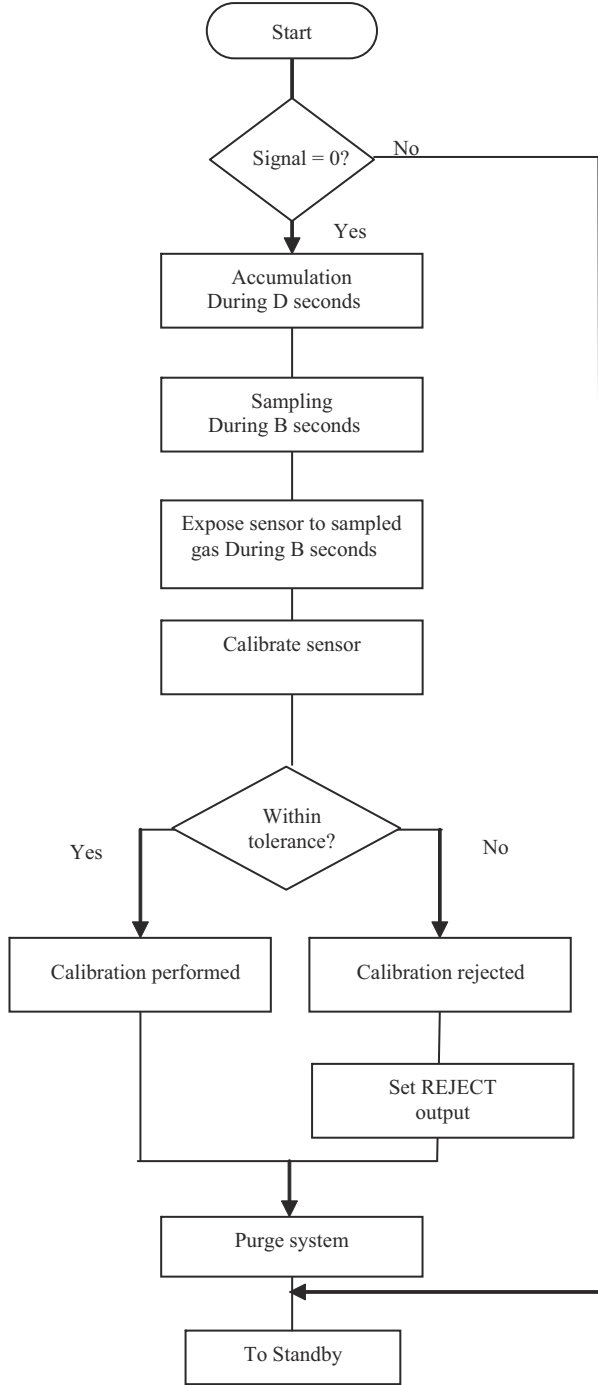 Start
Signal = 0?
No
Yes
Accumulation
During D seconds
Sampling
During B seconds
Expose sensor to sampled
gas During B seconds
Calibrate sensor
Within
tolerance?
Yes
No
Calibration performed
Calibration rejected
Set REJECT
output
Purge system
To Standby